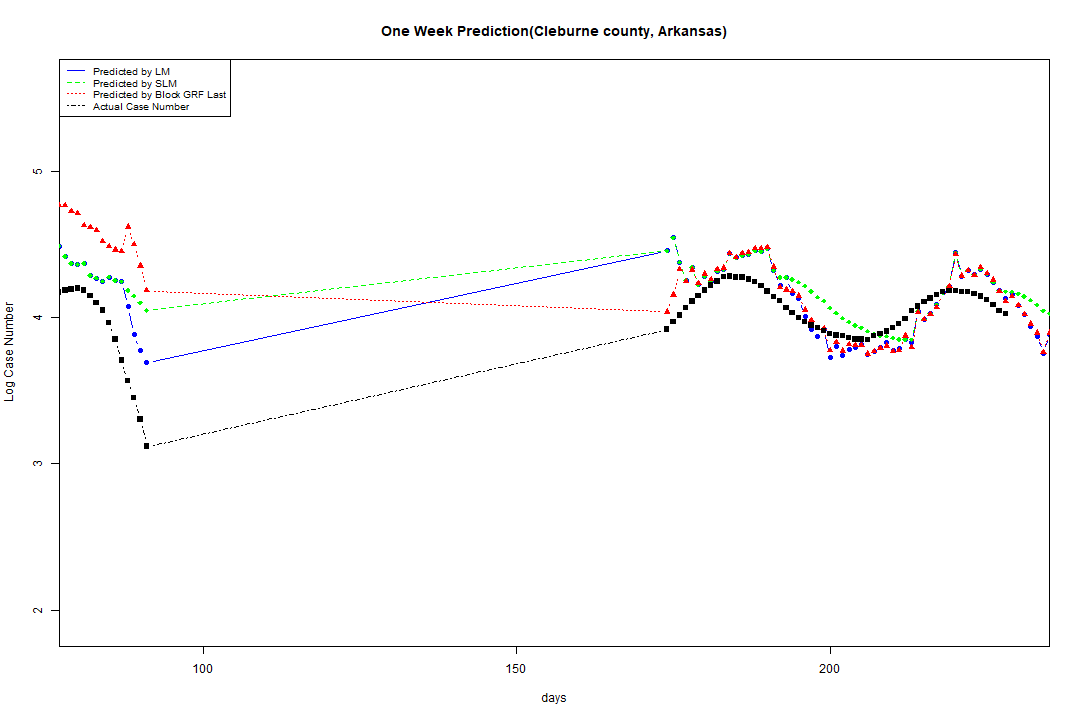 One Week Prediction(Cleburne county, Arkansas)
Predicted by LM
Predicted by SLM
Predicted by Block GRF Last
Actual Case Number
Log Case Number
5
4
3
2
100 150 200
days